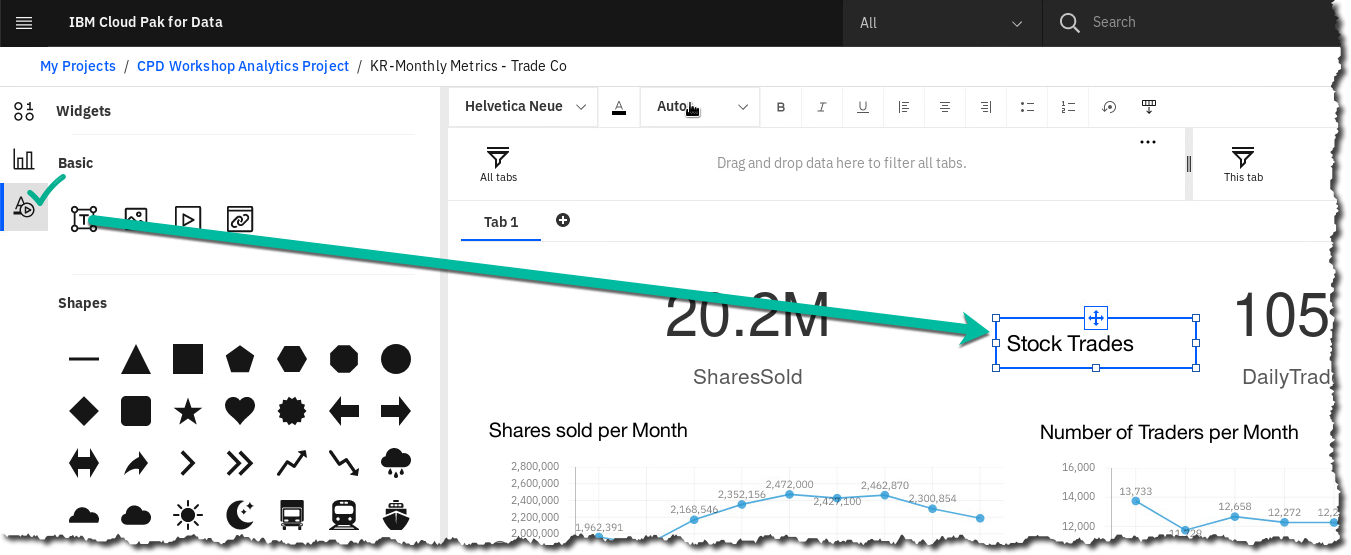 IBM Cloud Pak for Data
All
Search
My Projects / CPD Workshop Analytics Project / KR-Monthly Metrics - Trade Co
Widgets
Helvetica Neue
A
Auto
B
I
U
Basic
All tabs
Drag and drop data here to filter all tabs.
This tab
T
Tab 1
Shapes
20.2M
SharesSold
Stock Trades
105
DailyTrad
Shares sold per Month
2,800,000
2,600,000
2,400,000
2,200,000
2,000,000
1,962,391
2,168,546
2,352,156
2,472,000
2,427,100
2,462,870
2,300,854
Number of Traders per Month
16,000
14,000
12,000
13,733
12,658
12,272